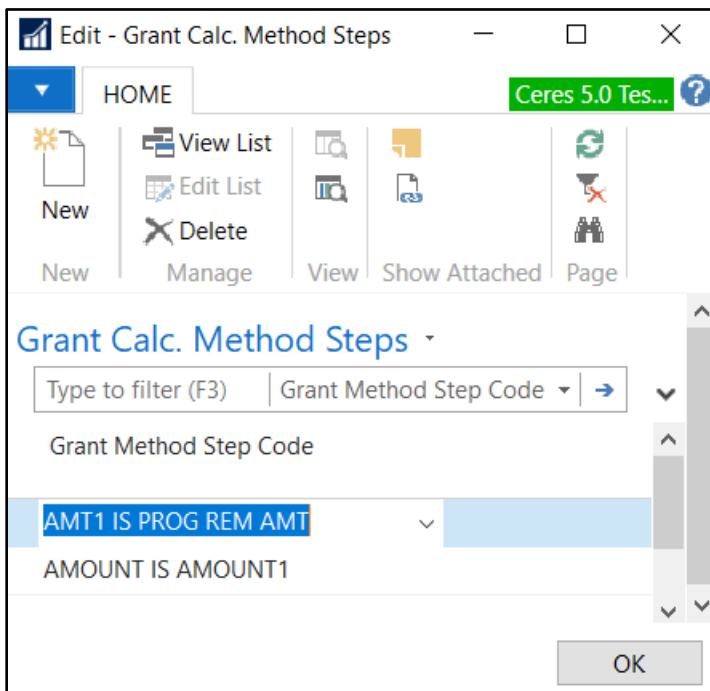 Edit - Grant Calc. Method Steps
HOME
Ceres 5.0 Tes...
?
New
View List
Edit List
Delete
New
Manage
View
Show Attached
Page
Grant Calc. Method Steps
Type to filter (F3)
Grant Method Step Code
Grant Method Step Code
AMT1 IS PROG REM AMT
AMOUNT IS AMOUNT1
OK